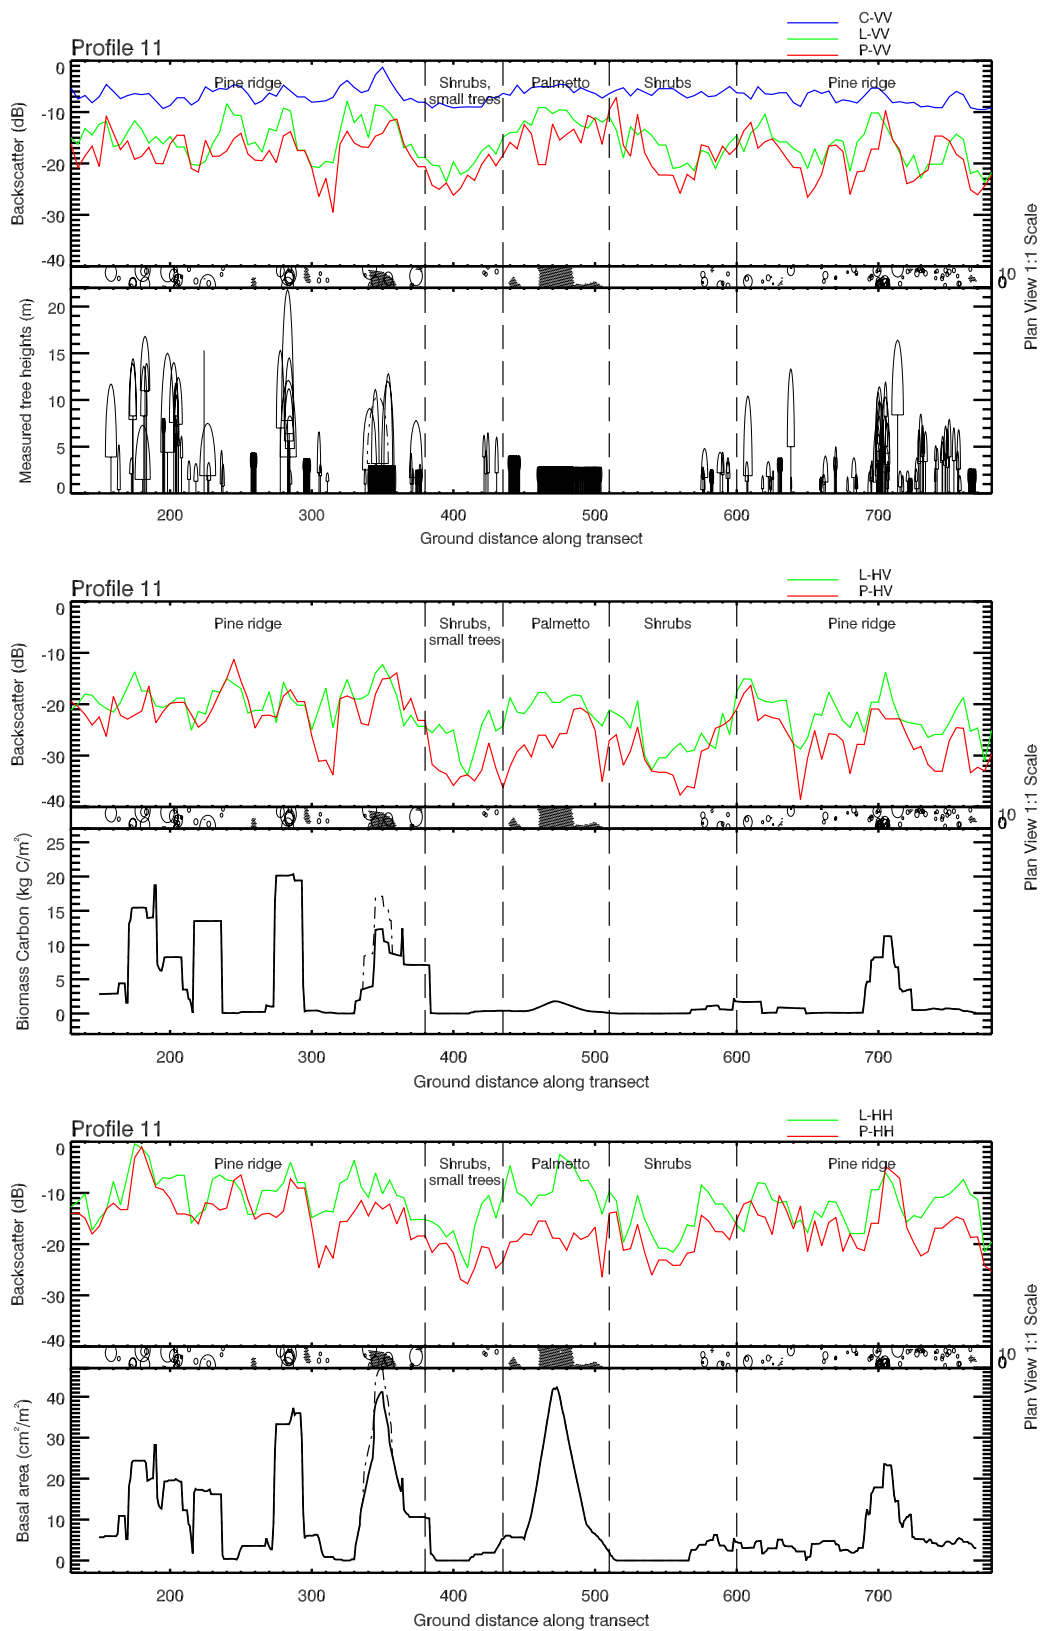 C-VV
L-VV
P-VV
Profile 11
0
-10
-20
-30
-40
Backscatter (dB)
Pine ridge
Shrubs,
small trees
Palmetto
Shrubs
Pine ridge
10
0
Plan View 1:1 Scale
20
15
10
5
0
Measured tree heights (m)
200
300
400
500
600
700
Ground distance along transect
L-HV
P-HV
Profile 11
0
-10
-20
-30
-40
Backscatter (dB)
Pine ridge
Shrubs,
small trees
Palmetto
Shrubs
Pine ridge
10
0
Plan View 1:1 Scale
25
20
15
10
5
0
Biomass Carbon (kg C/m²)
200
300
400
500
600
700
Ground distance along transect
L-HH
P-HH
Profile 11
0
-10
-20
-30
-40
Backscatter (dB)
Pine ridge
Shrubs,
small trees
Palmetto
Shrubs
Pine ridge
10
0
Plan View 1:1 Scale
40
30
20
10
0
Basal area (cm²/m²)
200
300
400
500
600
700
Ground distance along transect